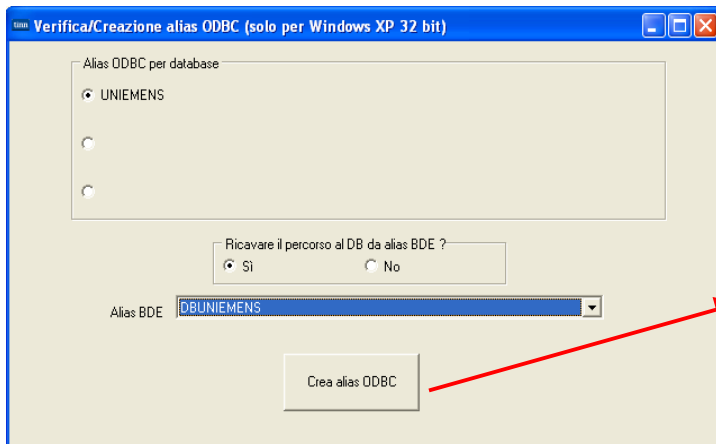 tinn Verifica/Creazione alias ODBC (solo per Windows XP 32 bit)
Alias ODBC per database
UNIEMENS
Ricavare il percorso al DB da alias BDE ?
Sì No
Alias BDE DBUNIEMENS
Crea alias ODBC